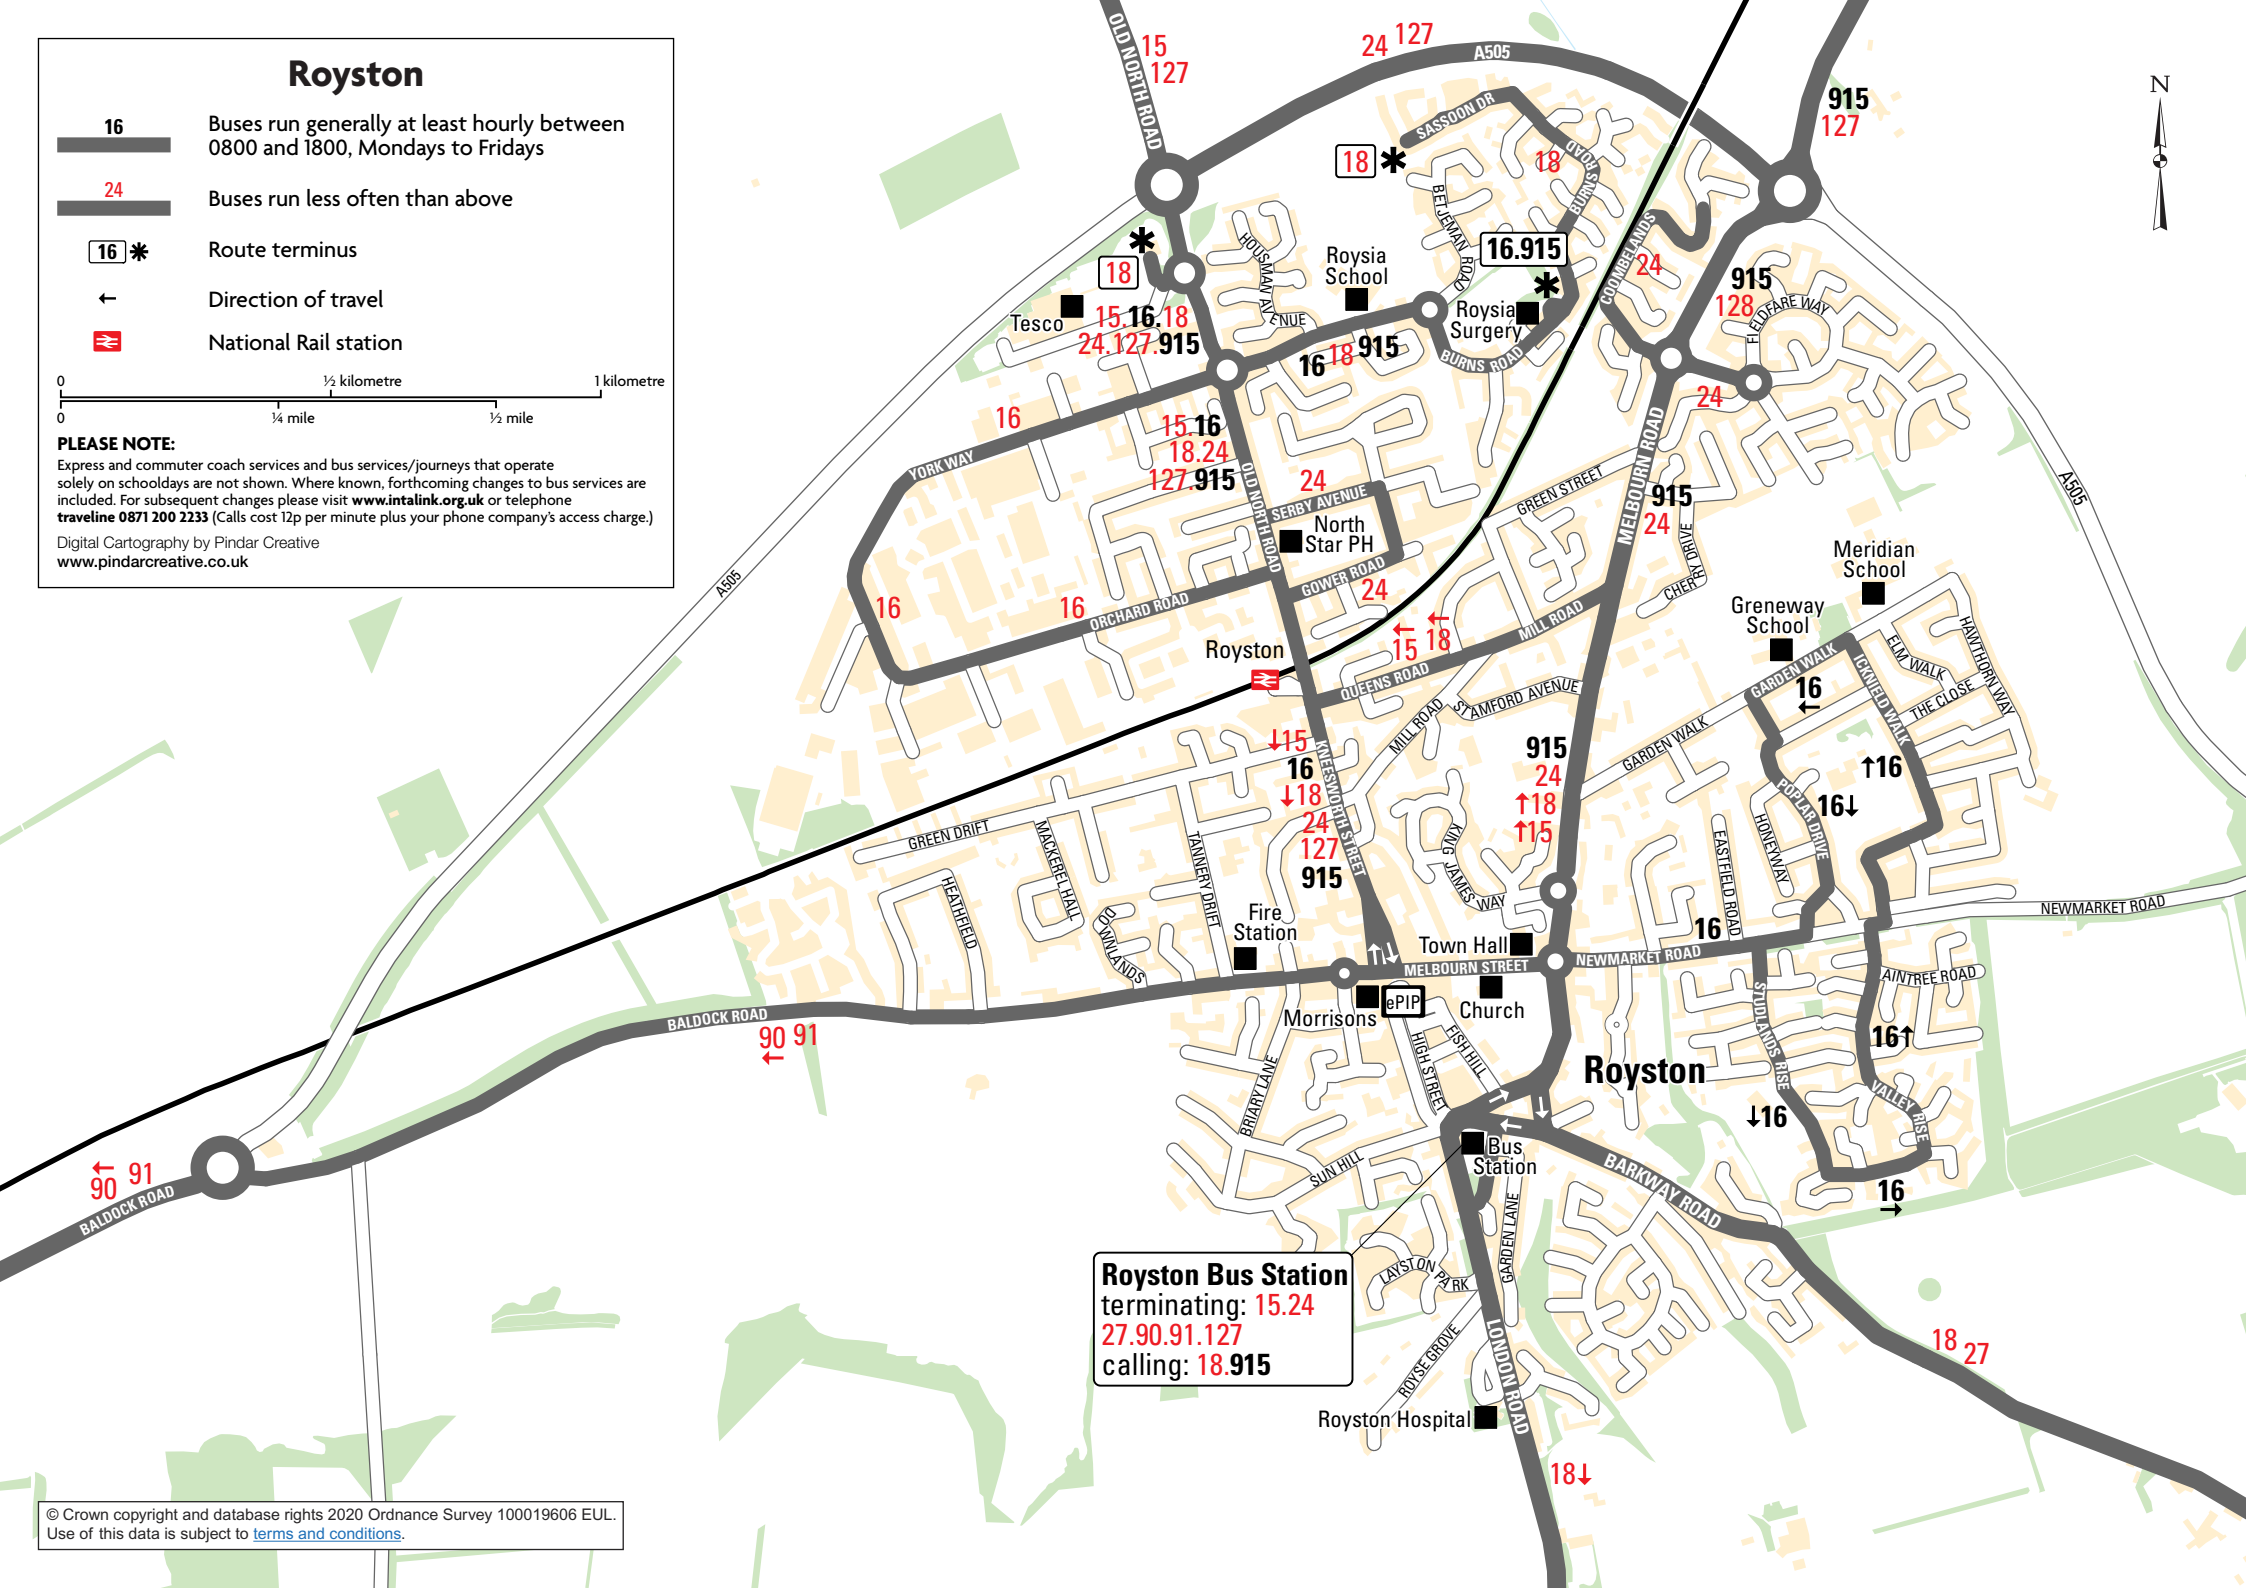 Royston
16
Buses run generally at least hourly between
0800 and 1800, Mondays to Fridays
24
Buses run less often than above
16
Route terminus
Direction of travel
National Rail station
0
½ kilometre
1 kilometre
0
¼ mile
½ mile
PLEASE NOTE:
Express and commuter coach services and bus services/journeys that operate
solely on schooldays are not shown. Where known, forthcoming changes to bus services are
included. For subsequent changes please visit www.intalink.org.uk or telephone
traveline 0871 200 2233 (Calls cost 12p per minute plus your phone company's access charge.)
Digital Cartography by Pindar Creative
www.pindarcreative.co.uk
OLD NORTH ROAD
15
127
24 127
A505
915
127
N
SASSOON DR
18
18
BURNS ROAD
BURNS ROAD
BETJEMAN ROAD
HOUSMAN AVENUE
Roysia
School
16.915
COOMBELANDS
24
915
128
FIELDFARE WAY
18
Tesco
15.16.18
24.127.915
Roysia
Surgery
16 18 915
BURNS ROAD
24
16
YORK WAY
15.16
18.24
127.915
OLD NORTH ROAD
24
SERBY AVENUE
North
Star PH
GOWER ROAD
24
GREEN STREET
MELBOURN ROAD
915
24
CHERRY DRIVE
A505
A505
Meridian
School
Greneway
School
16
16
ORCHARD ROAD
Royston
15
18
QUEENS ROAD
MILL ROAD
STAMFORD AVENUE
MILL ROAD
GARDEN WALK
16
GARDEN WALK
ICKNIELD WALK
ELM WALK
HAWTHORN WAY
THE CLOSE
15
16
18
24
127
915
KNEESWORTH STREET
915
24
18
15
16
16
POPLAR DRIVE
HONEYWAY
EASTFIELD ROAD
KING JAMES WAY
GREEN DRIFT
MACKEREL HALL
HEATHFIELD
DOWNLANDS
TANNERY DRIFT
Fire
Station
Town Hall
MELBOURN STREET
NEWMARKET ROAD
16
NEWMARKET ROAD
AINTREE ROAD
STUDLANDS RISE
16
VALLEY RISE
16
16
Morrisons
ePIP
Church
HIGH STREET
FISH HILL
BRIARY LANE
Royston
BALDOCK ROAD
90 91
90 91
BALDOCK ROAD
SUN HILL
Bus
Station
BARKWAY ROAD
GARDEN LANE
LAYSTON PARK
Royston Bus Station
terminating: 15.24
27.90.91.127
calling: 18.915
ROYSE GROVE
LONDON ROAD
Royston Hospital
18
18 27
© Crown copyright and database rights 2020 Ordnance Survey 100019606 EUL.
Use of this data is subject to terms and conditions.